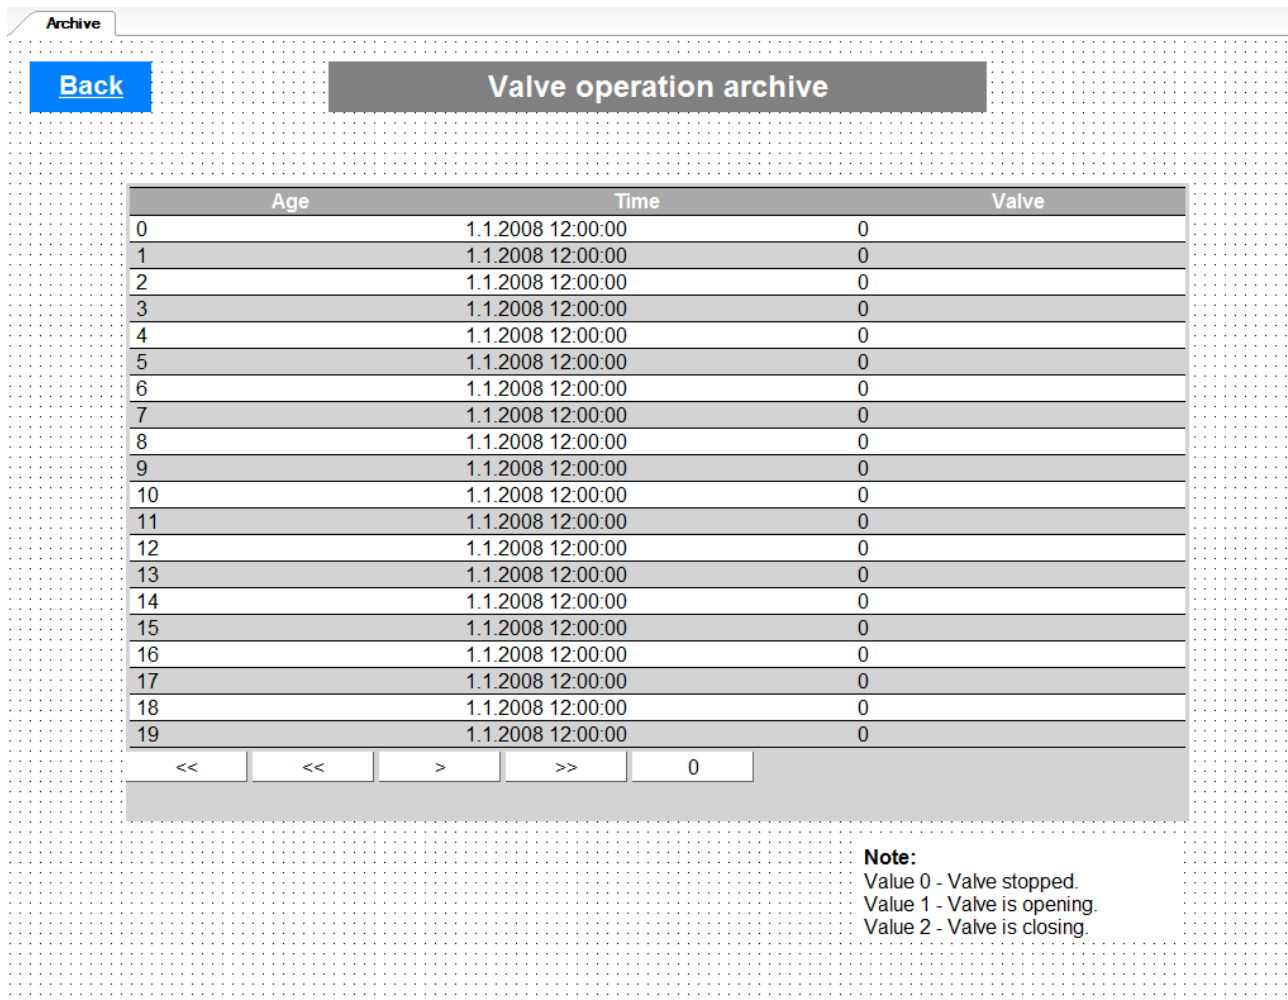 Archive
Back
Valve operation archive
Age Time Valve
0 1.1.2008 12:00:00 0
1 1.1.2008 12:00:00 0
2 1.1.2008 12:00:00 0
3 1.1.2008 12:00:00 0
4 1.1.2008 12:00:00 0
5 1.1.2008 12:00:00 0
6 1.1.2008 12:00:00 0
7 1.1.2008 12:00:00 0
8 1.1.2008 12:00:00 0
9 1.1.2008 12:00:00 0
10 1.1.2008 12:00:00 0
11 1.1.2008 12:00:00 0
12 1.1.2008 12:00:00 0
13 1.1.2008 12:00:00 0
14 1.1.2008 12:00:00 0
15 1.1.2008 12:00:00 0
16 1.1.2008 12:00:00 0
17 1.1.2008 12:00:00 0
18 1.1.2008 12:00:00 0
19 1.1.2008 12:00:00 0
<< << > >> 0
Note:
Value 0 - Valve stopped.
Value 1 - Valve is opening.
Value 2 - Valve is closing.